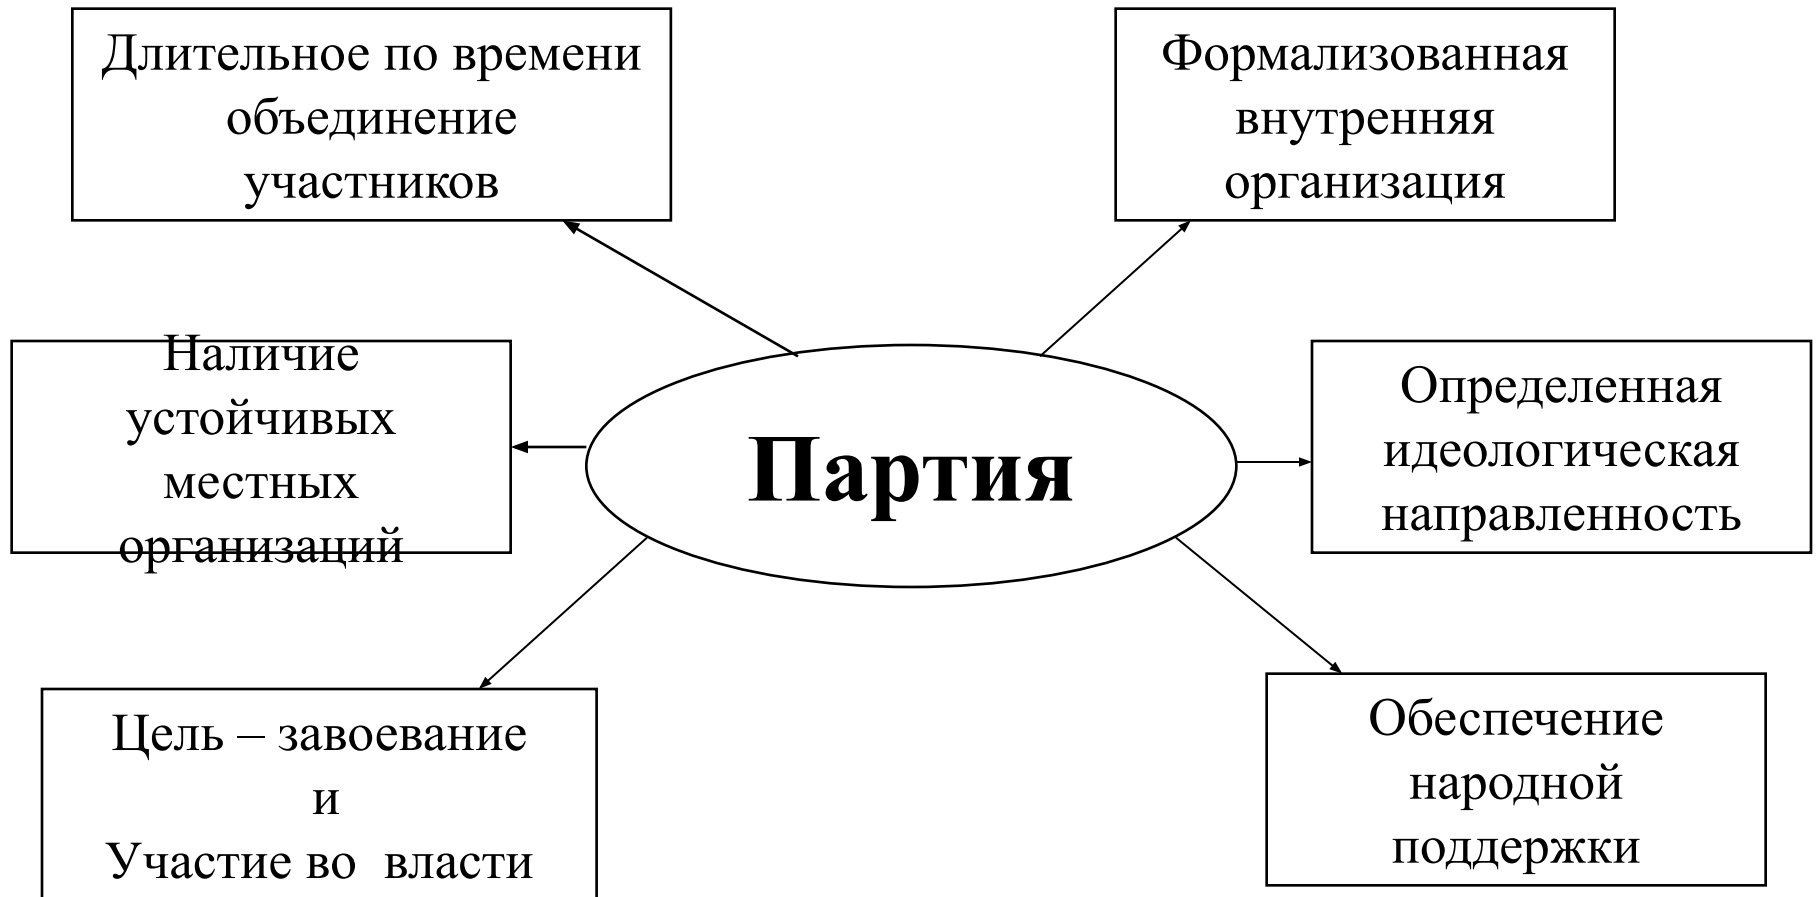 Длительное по времени
объединение
участников
Формализованная
внутренняя
организация
Наличие
устойчивых
местных
организаций
Партия
Определенная
идеологическая
направленность
Цель – завоевание
и
Участие во власти
Обеспечение
народной
поддержки